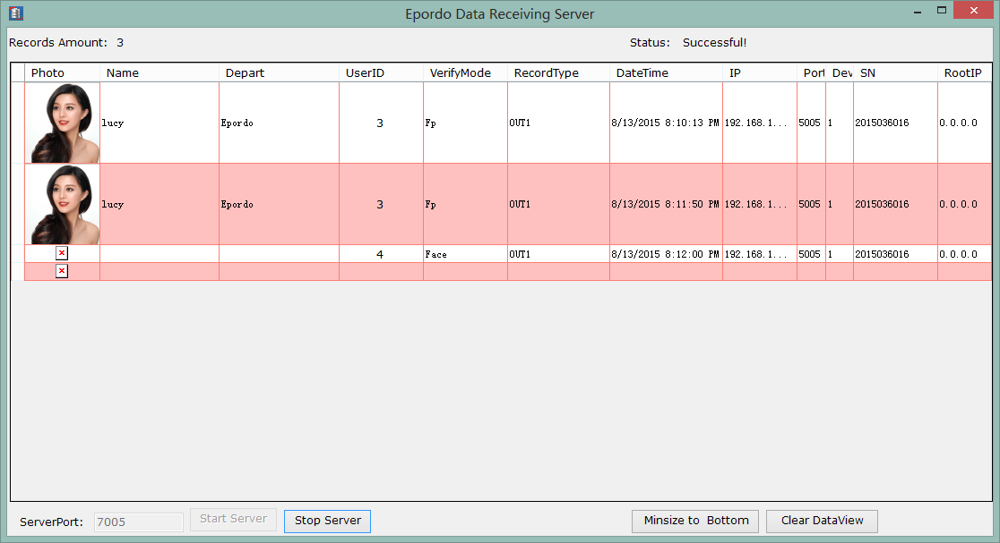 Epordo Data Receiving Server
Records Amount: 3 Status: Successful!
Photo Name Depart UserID VerifyMode RecordType DateTime IP Port Dev SN RootIP
lucy Epordo 3 Fp OUT1 8/13/2015 8:10:13 PM 192.168.1... 5005 1 2015036016 0.0.0.0
lucy Epordo 3 Fp OUT1 8/13/2015 8:11:50 PM 192.168.1... 5005 1 2015036016 0.0.0.0
4 Face OUT1 8/13/2015 8:12:00 PM 192.168.1... 5005 1 2015036016 0.0.0.0
ServerPort: 7005 Start Server Stop Server Minsize to Bottom Clear DataView